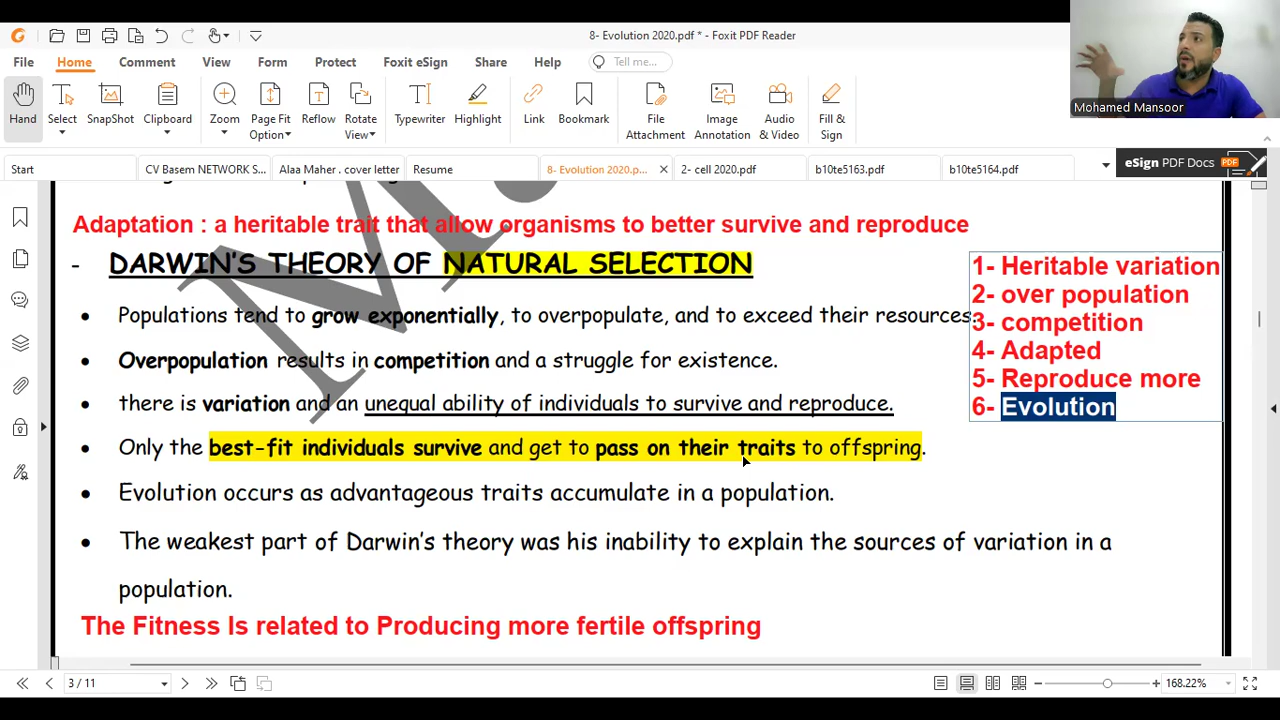 8- Evolution 2020.pdf * - Foxit PDF Reader
File Home Comment View Form Protect Foxit eSign Share Help Tell me...
Hand Select SnapShot Clipboard Zoom Page Fit Option Reflow Rotate View Typewriter Highlight Link Bookmark File Attachment Image Annotation Audio & Video Fill & Sign
Mohamed Mansoor
Start CV Basem NETWORK S... Alaa Maher . cover letter Resume 8- Evolution 2020.p... 2- cell 2020.pdf b10te5163.pdf b10te5164.pdf eSign PDF Docs PDF
Adaptation : a heritable trait that allow organisms to better survive and reproduce
- DARWIN'S THEORY OF NATURAL SELECTION
• Populations tend to grow exponentially, to overpopulate, and to exceed their resources.
• Overpopulation results in competition and a struggle for existence.
• there is variation and an unequal ability of individuals to survive and reproduce.
• Only the best-fit individuals survive and get to pass on their traits to offspring.
• Evolution occurs as advantageous traits accumulate in a population.
• The weakest part of Darwin's theory was his inability to explain the sources of variation in a
population.
The Fitness Is related to Producing more fertile offspring
1- Heritable variation
2- over population
3- competition
4- Adapted
5- Reproduce more
6- Evolution
3 / 11
168.22%